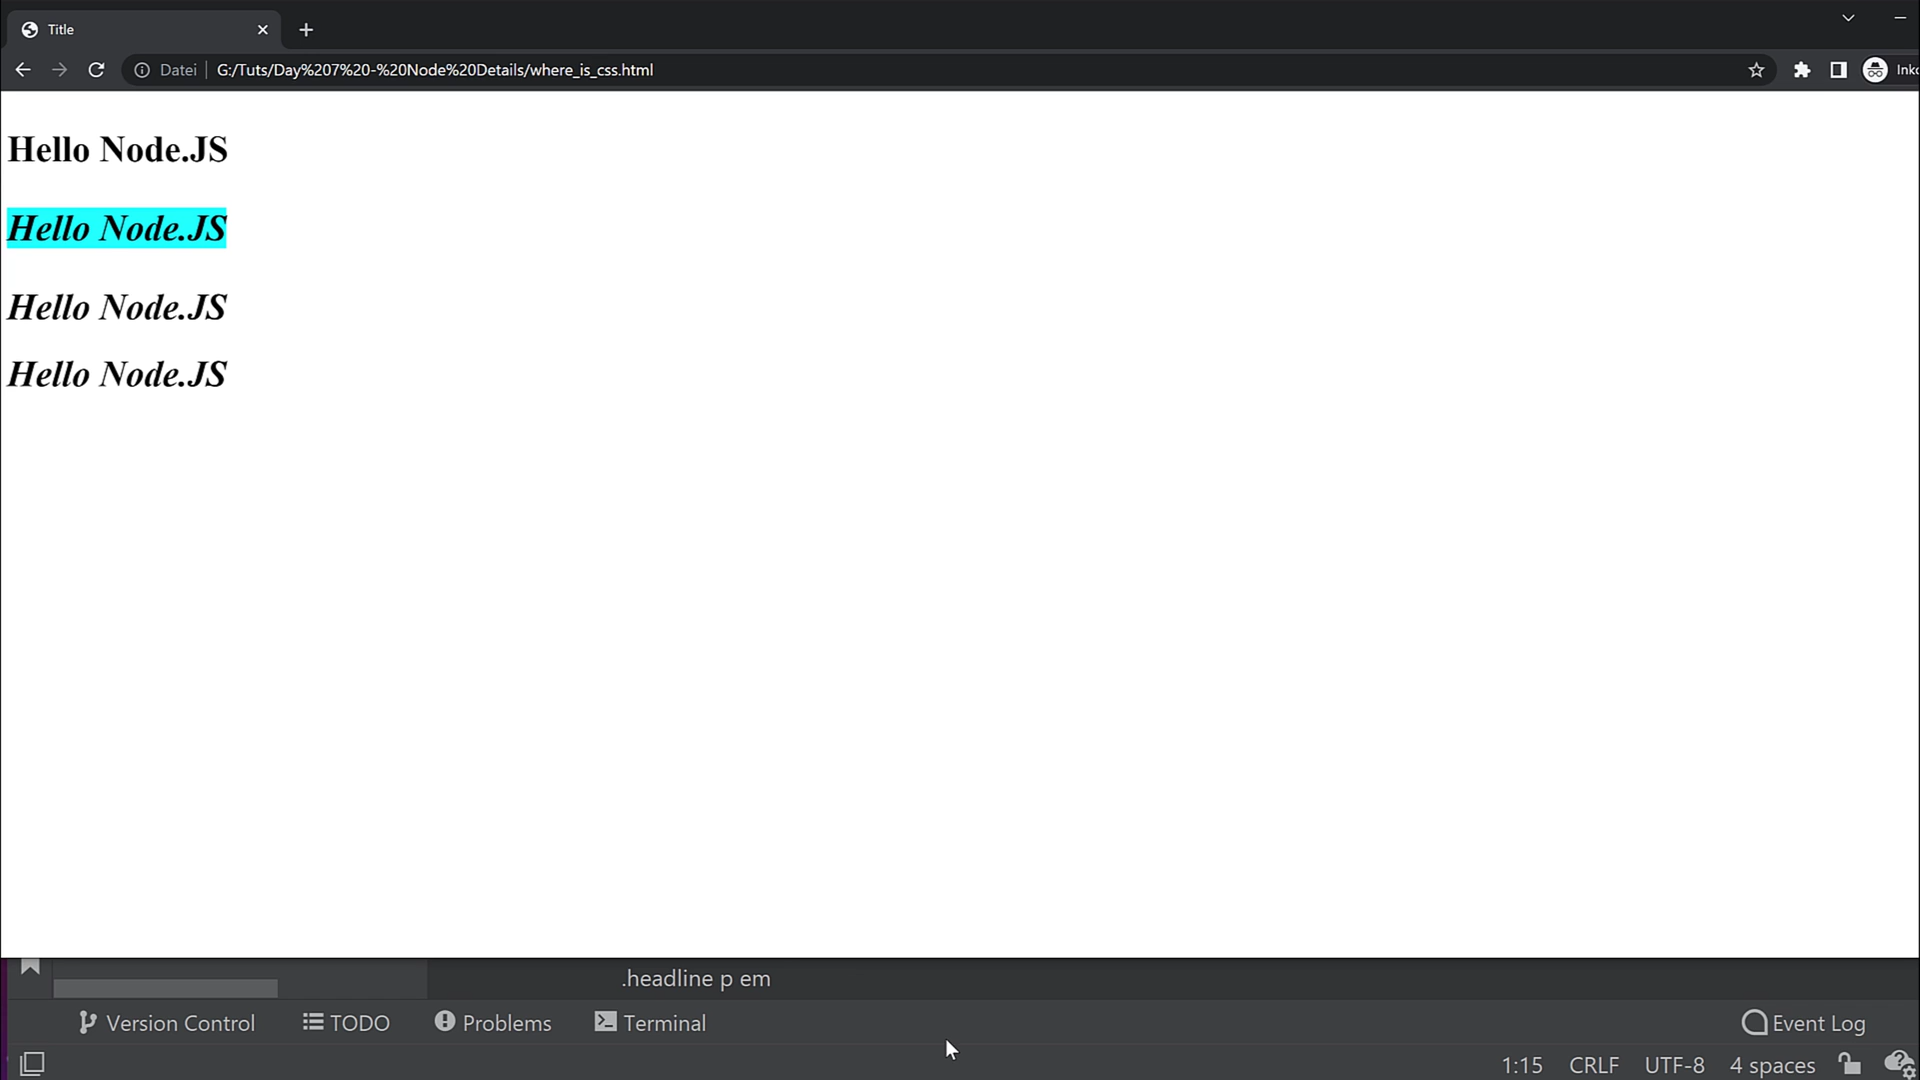 Title
Datei G:/Tuts/Day%207%20-%20Node%20Details/where_is_css.html
Hello Node.JS
Hello Node.JS
Hello Node.JS
Hello Node.JS
.headline p em
Version Control TODO Problems Terminal Event Log
1:15 CRLF UTF-8 4 spaces